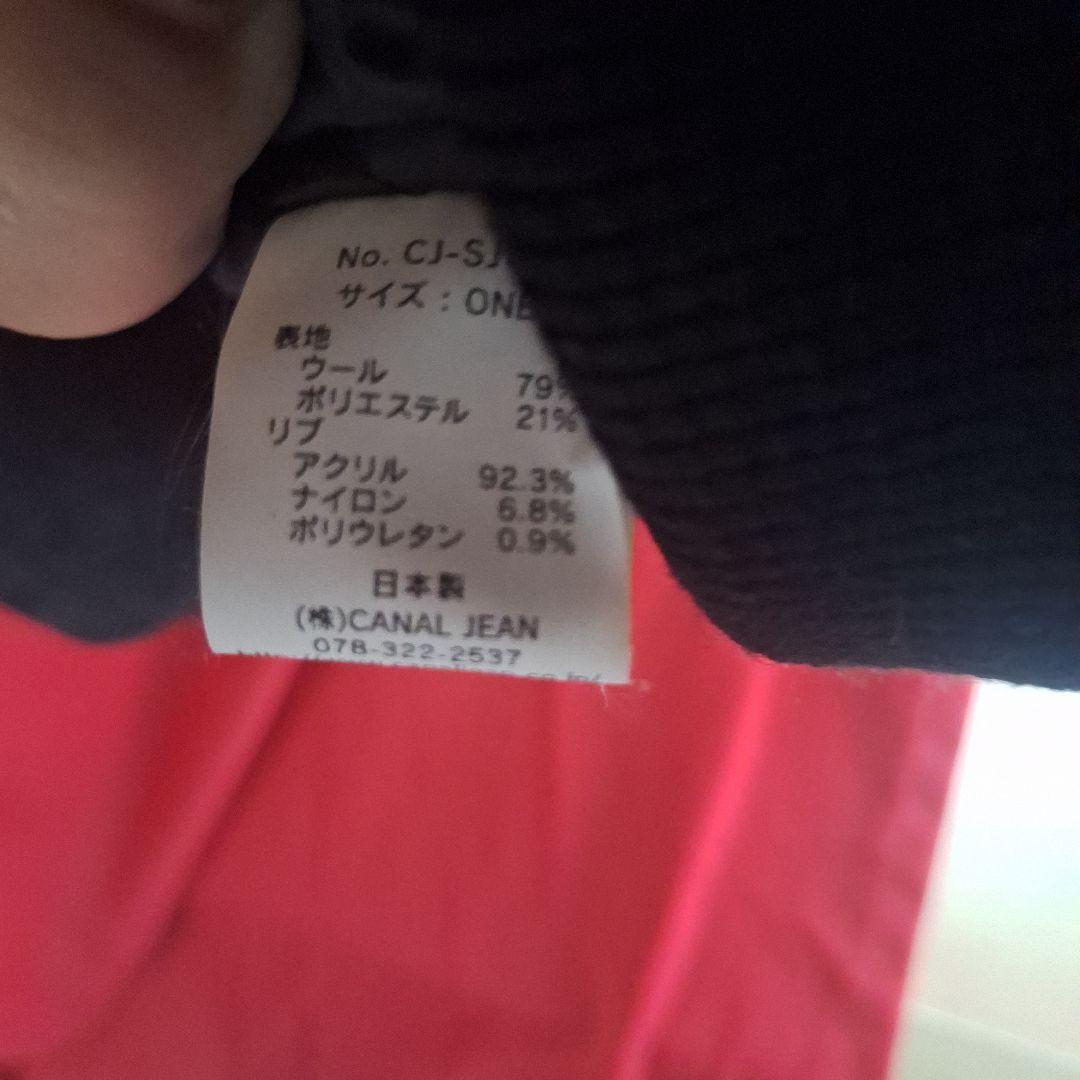 No. CJ-SJ
サイズ : ONE
表地
ウール 79%
ポリエステル 21%
リブ
アクリル 92.3%
ナイロン 6.8%
ポリウレタン 0.9%
日本製
(株)CANAL JEAN
078-322-2537